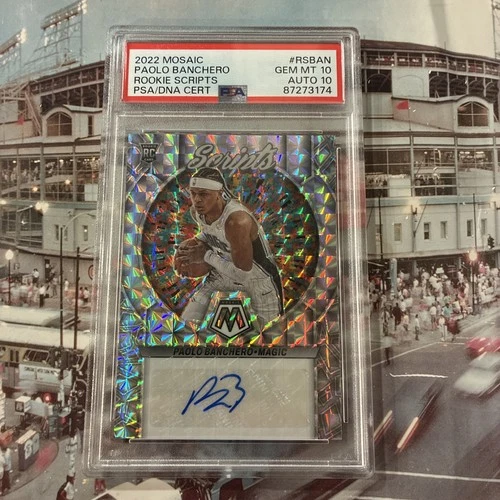 2022 MOSAIC #RSBAN
PAOLO BANCHERO GEM MT 10
ROOKIE SCRIPTS AUTO 10
PSA/DNA CERT PSA 87273174
RC
Scripts
M
PAOLO BANCHERO•MAGIC